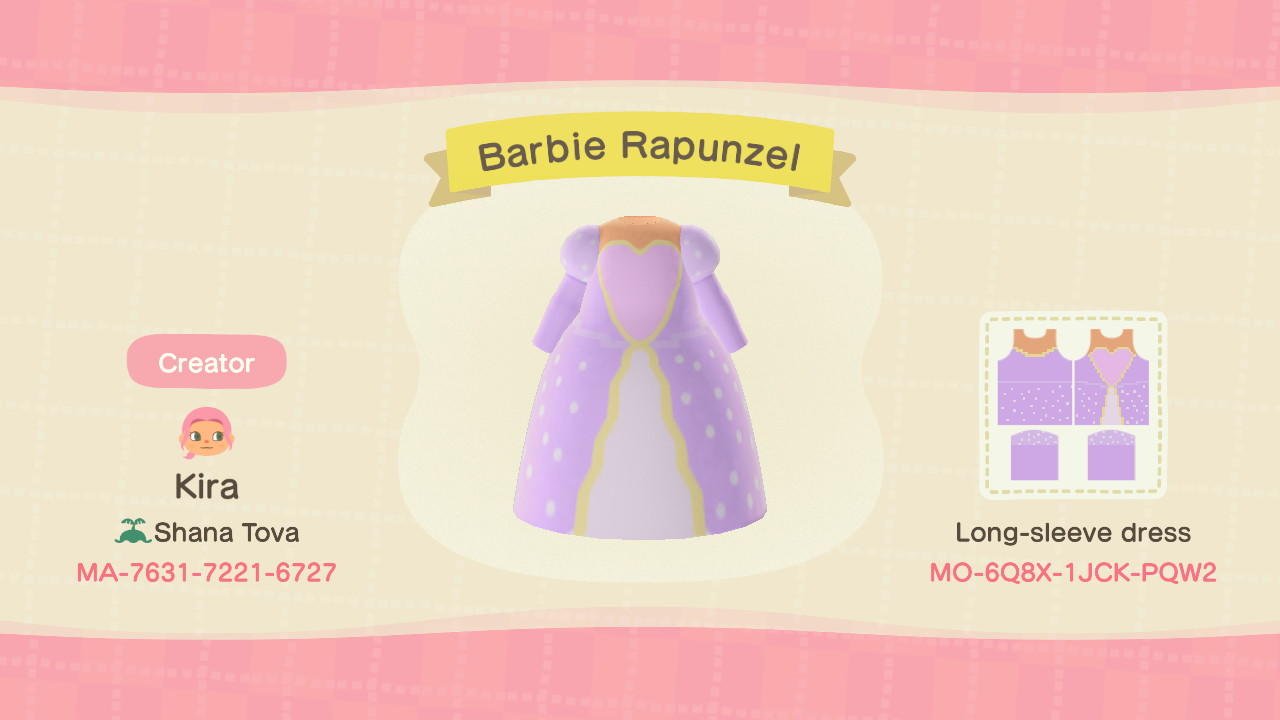 Barbie Rapunzel
Creator
Kira
Shana Tova
MA-7631-7221-6727
Long-sleeve dress
MO-6Q8X-1JCK-PQW2